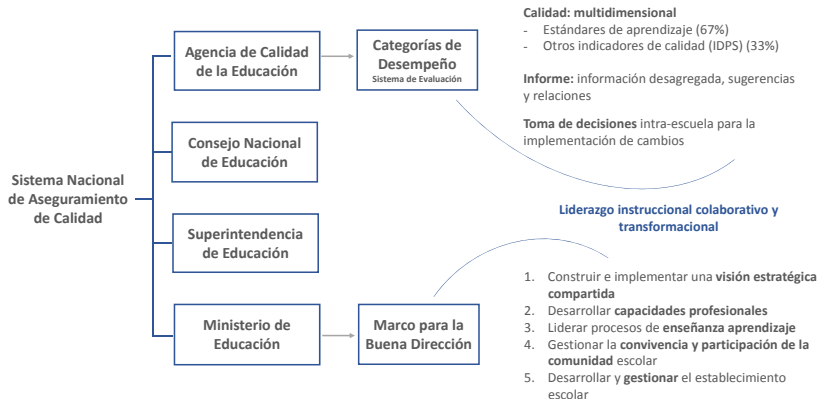 Sistema Nacional
de Aseguramiento
de Calidad
Agencia de Calidad
de la Educación
Consejo Nacional
de Educación
Superintendencia
de Educación
Ministerio de
Educación
Categorías de
Desempeño
Sistema de Evaluación
Marco para la
Buena Dirección
Calidad: multidimensional
- Estándares de aprendizaje (67%)
- Otros indicadores de calidad (IDPS) (33%)
Informe: información desagregada, sugerencias
y relaciones
Toma de decisiones intra-escuela para la
implementación de cambios
Liderazgo instruccional colaborativo y
transformacional
1. Construir e implementar una visión estratégica
compartida
2. Desarrollar capacidades profesionales
3. Liderar procesos de enseñanza aprendizaje
4. Gestionar la convivencia y participación de la
comunidad escolar
5. Desarrollar y gestionar el establecimiento
escolar